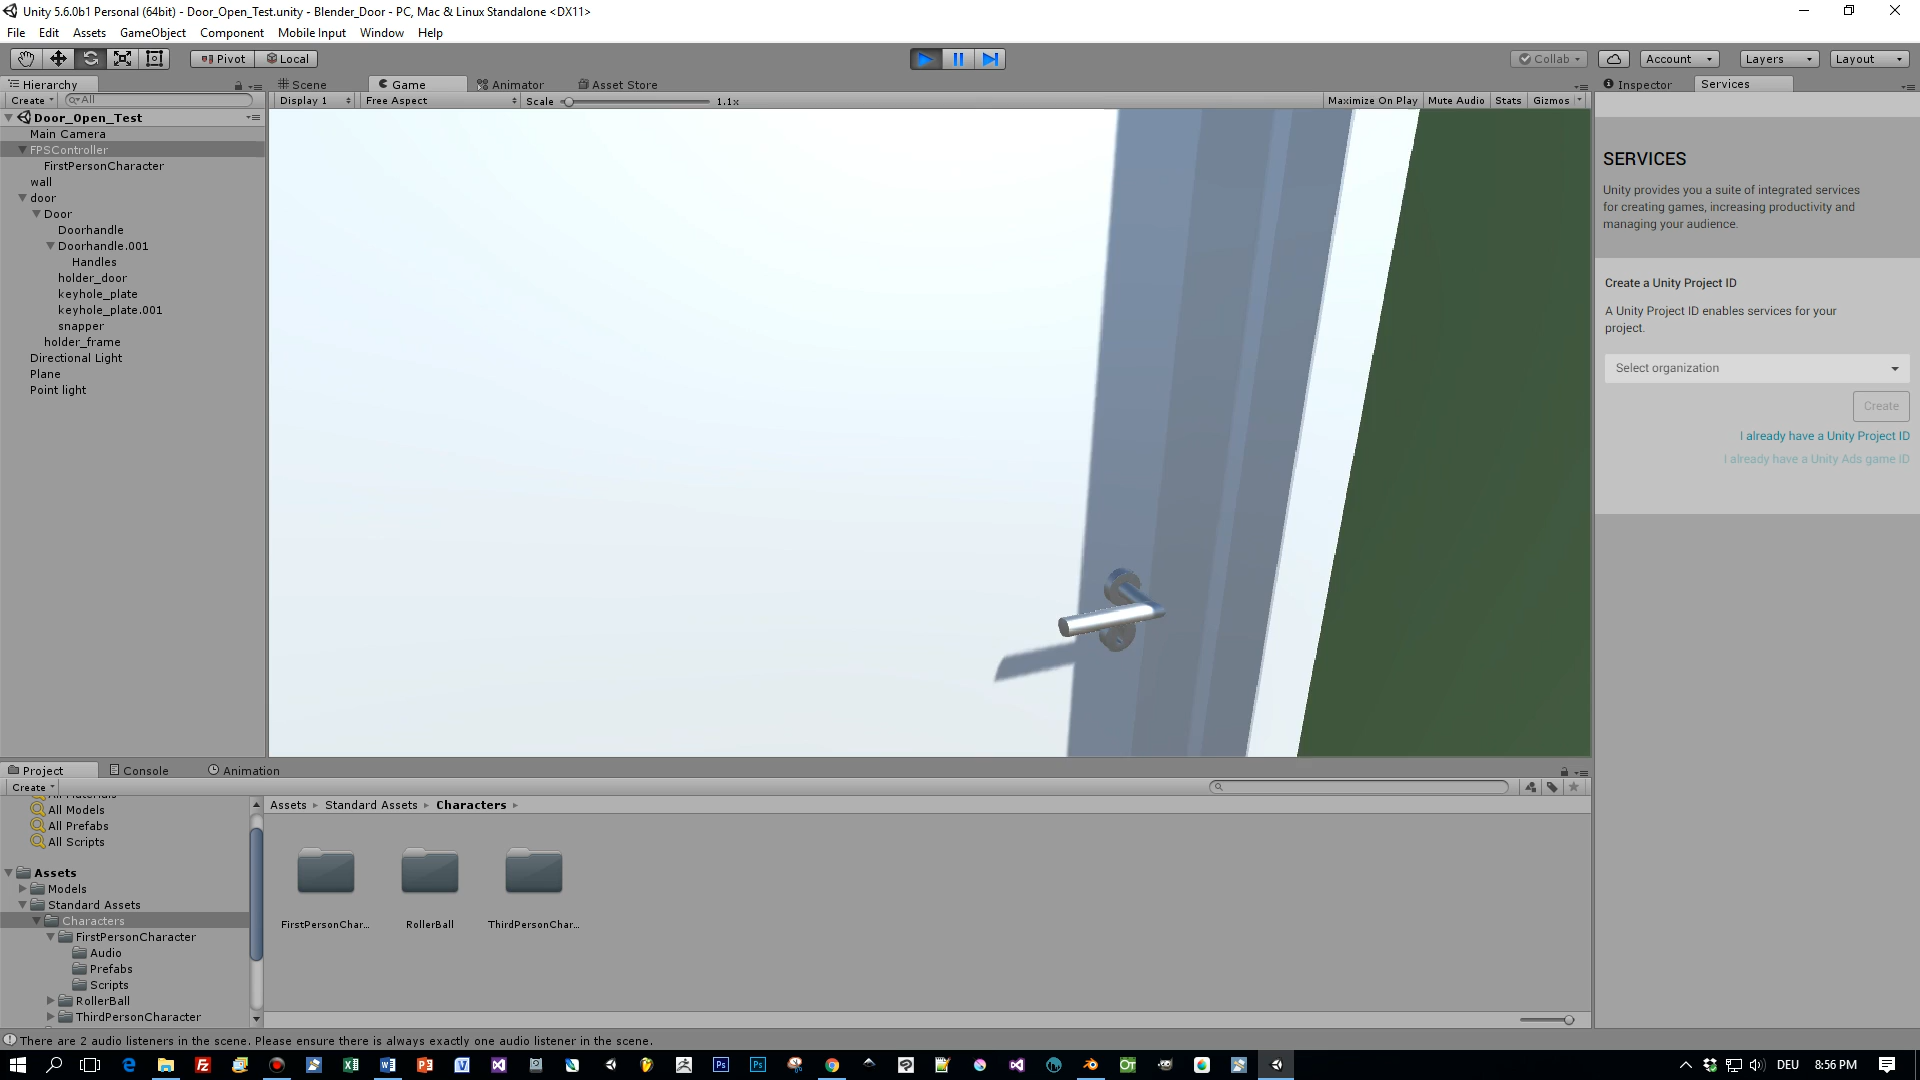 Unity 5.6.0b1 Personal (64bit) - Door_Open_Test.unity - Blender_Door - PC, Mac & Linux Standalone <DX11>
File Edit Assets GameObject Component Mobile Input Window Help
Pivot Local Collab Account Layers Layout
Hierarchy Scene Game Animator Asset Store Inspector Services
Create All Display 1 Free Aspect Scale 1.1x Maximize On Play Mute Audio Stats Gizmos
Door_Open_Test
Main Camera
FPSController
FirstPersonCharacter
wall
door
Door
Doorhandle
Doorhandle.001
Handles
holder_door
keyhole_plate
keyhole_plate.001
snapper
holder_frame
Directional Light
Plane
Point light
SERVICES
Unity provides you a suite of integrated services
for creating games, increasing productivity and
managing your audience.
Create a Unity Project ID
A Unity Project ID enables services for your
project.
Select organization
Create
I already have a Unity Project ID
I already have a Unity Ads game ID
Project Console Animation
Create
All Materials
All Models
All Prefabs
All Scripts
Assets
Models
Standard Assets
Characters
FirstPersonCharacter
Audio
Prefabs
Scripts
RollerBall
ThirdPersonCharacter
Assets Standard Assets Characters
FirstPersonChar... RollerBall ThirdPersonChar...
There are 2 audio listeners in the scene. Please ensure there is always exactly one audio listener in the scene.
DEU 8:56 PM